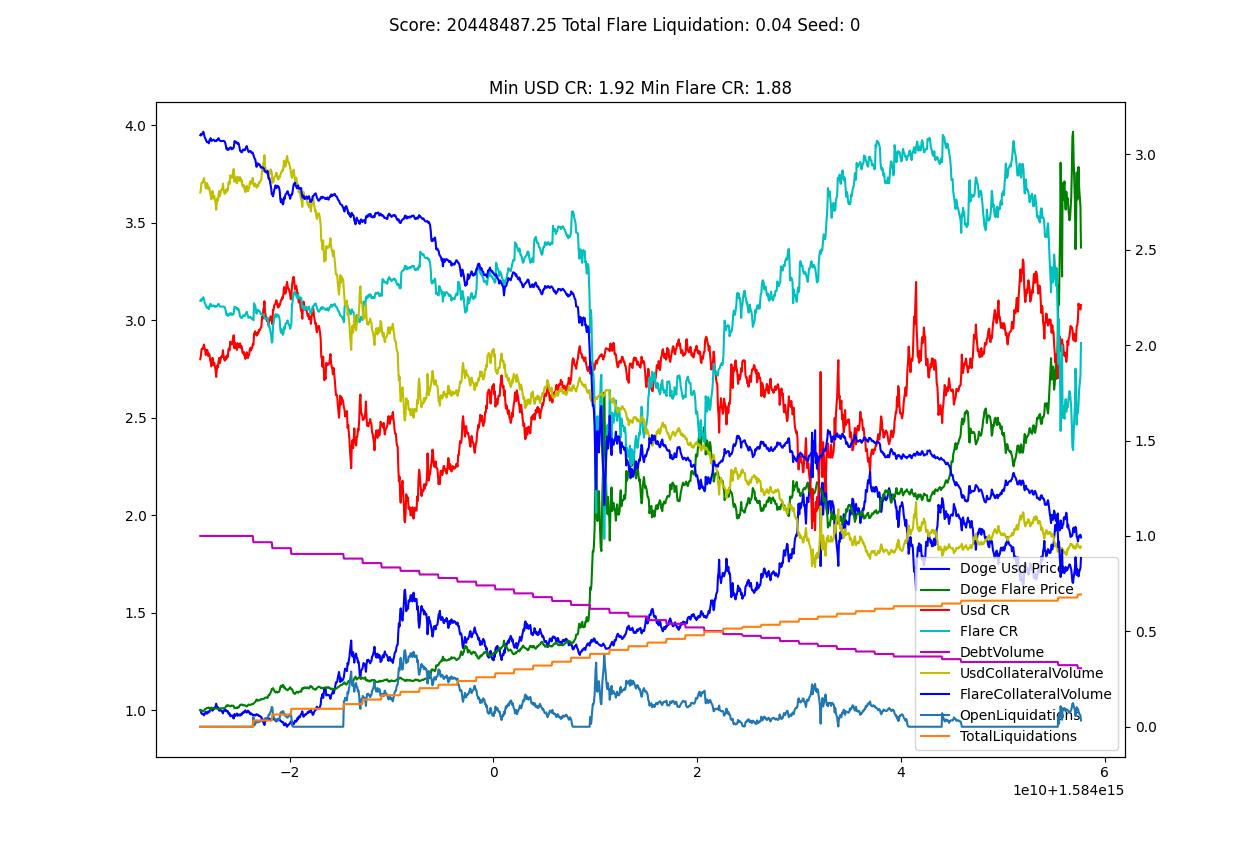 Score: 20448487.25 Total Flare Liquidation: 0.04 Seed: 0
Min USD CR: 1.92 Min Flare CR: 1.88
4.0
3.5
3.0
2.5
2.0
1.5
1.0
3.0
2.5
2.0
1.5
1.0
0.5
0.0
Doge Usd Price
Doge Flare Price
Usd CR
Flare CR
DebtVolume
UsdCollateralVolume
FlareCollateralVolume
OpenLiquidations
TotalLiquidations
−2 0 2 4 6
1e10+1.584e15